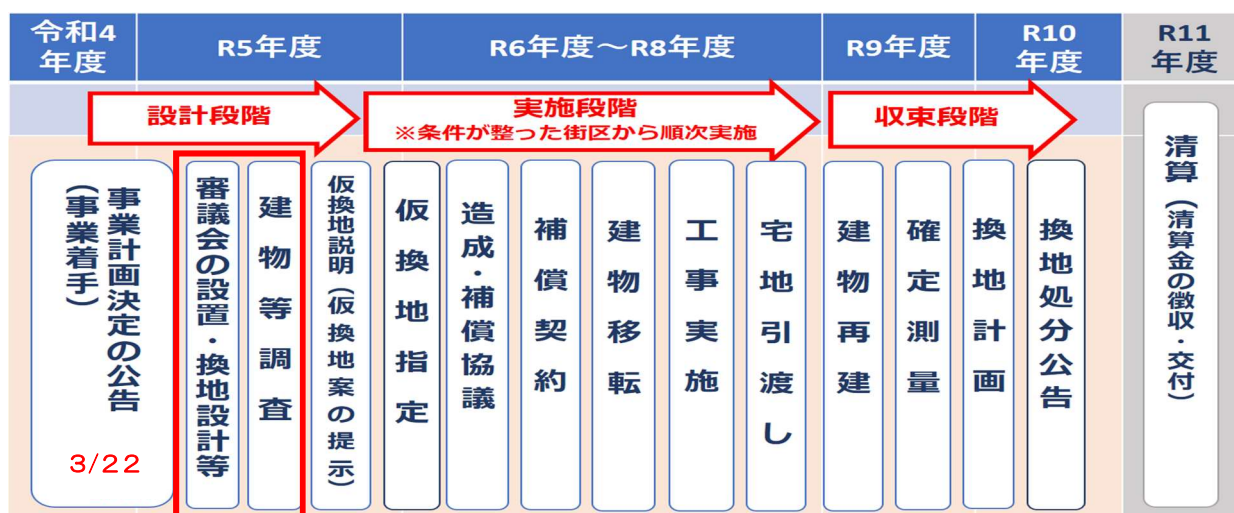 令和4
年度
R5年度
R6年度～R8年度
R9年度
R10
年度
R11
年度
設計段階
実施段階
※条件が整った街区から順次実施
収束段階
事業計画決定の公告
(事業着手)
3/22
審議会の設置・換地設計等
建物等調査
仮換地説明(仮換地案の提示)
仮換地指定
造成・補償協議
補償契約
建物移転
工事実施
宅地引渡し
建物再建
確定測量
換地計画
換地処分公告
清算(清算金の徴収・交付)